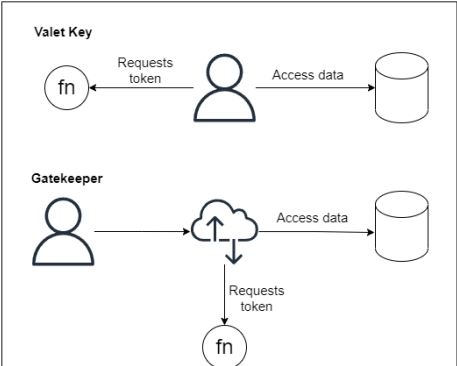 Valet Key
Requests
token
fn
Access data
Gatekeeper
Access data
Requests
token
fn